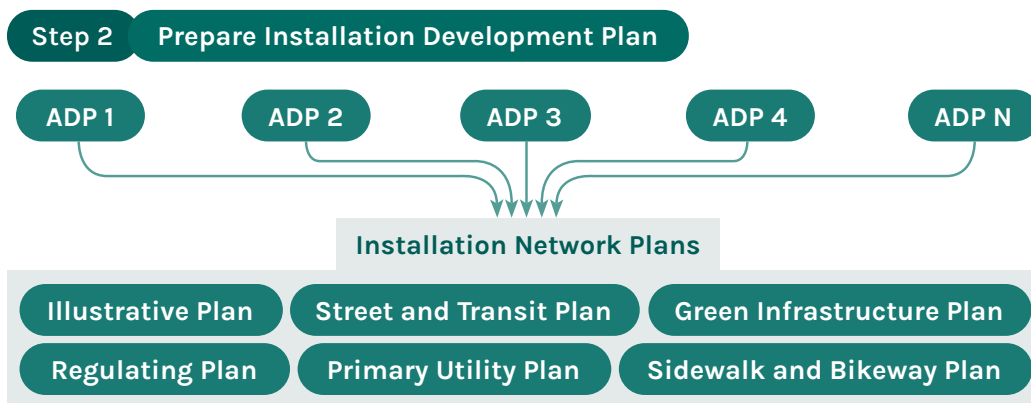 Step 2 Prepare Installation Development Plan
ADP 1 ADP 2 ADP 3 ADP 4 ADP N
Installation Network Plans
Illustrative Plan Street and Transit Plan Green Infrastructure Plan
Regulating Plan Primary Utility Plan Sidewalk and Bikeway Plan